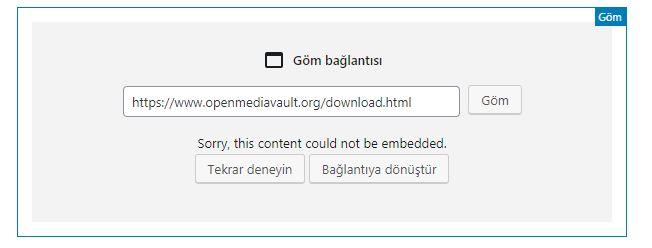 Göm
Göm bağlantısı
https://www.openmediavault.org/download.html Göm
Sorry, this content could not be embedded.
Tekrar deneyin Bağlantıya dönüştür